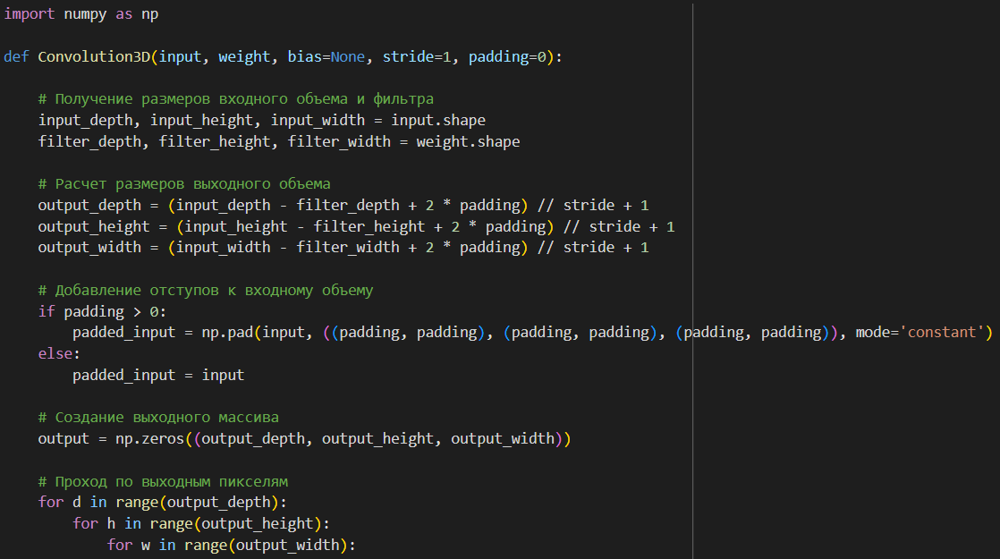 import numpy as np
def Convolution3D(input, weight, bias=None, stride=1, padding=0):
# Получение размеров входного объема и фильтра
input_depth, input_height, input_width = input.shape
filter_depth, filter_height, filter_width = weight.shape
# Расчет размеров выходного объема
output_depth = (input_depth - filter_depth + 2 * padding) // stride + 1
output_height = (input_height - filter_height + 2 * padding) // stride + 1
output_width = (input_width - filter_width + 2 * padding) // stride + 1
# Добавление отступов к входному объему
if padding > 0:
padded_input = np.pad(input, ((padding, padding), (padding, padding), (padding, padding)), mode='constant')
else:
padded_input = input
# Создание выходного массива
output = np.zeros((output_depth, output_height, output_width))
# Проход по выходным пикселям
for d in range(output_depth):
for h in range(output_height):
for w in range(output_width):